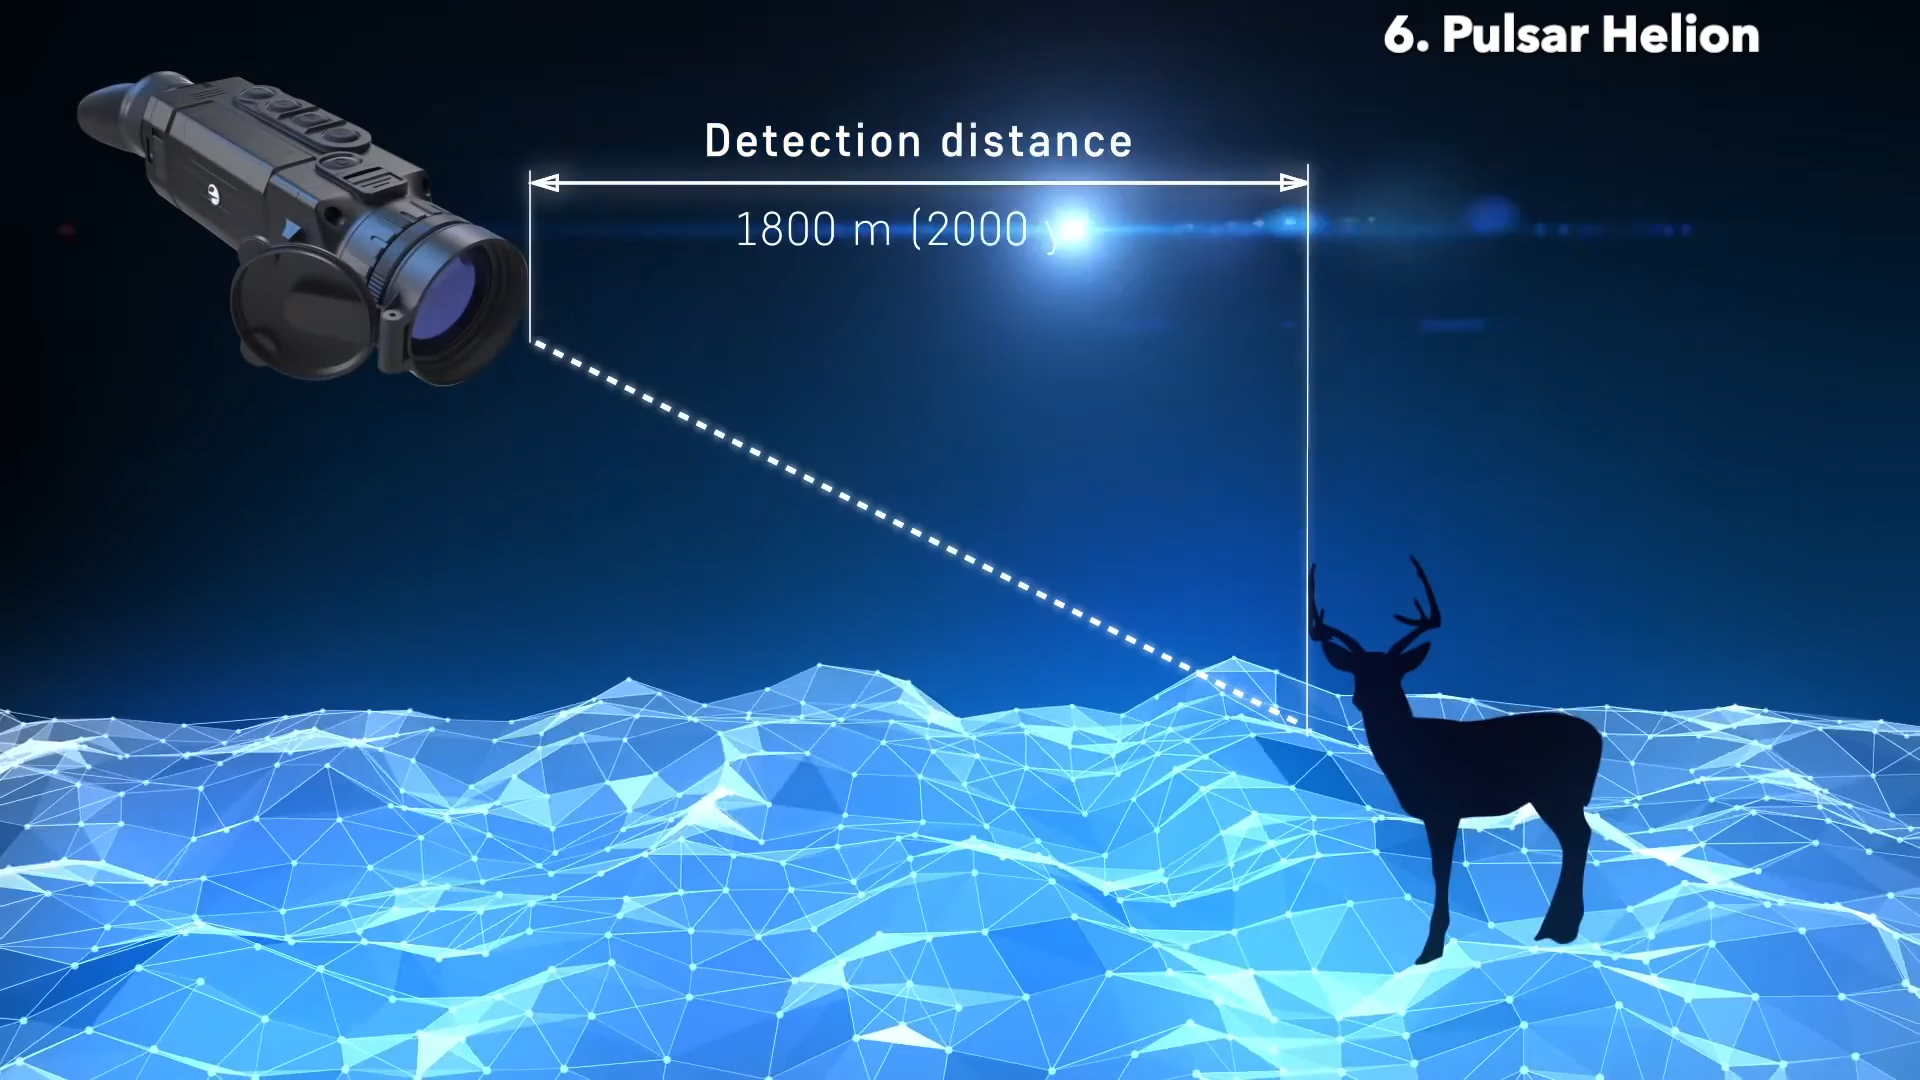 6. Pulsar Helion
Detection distance
1800 m (2000